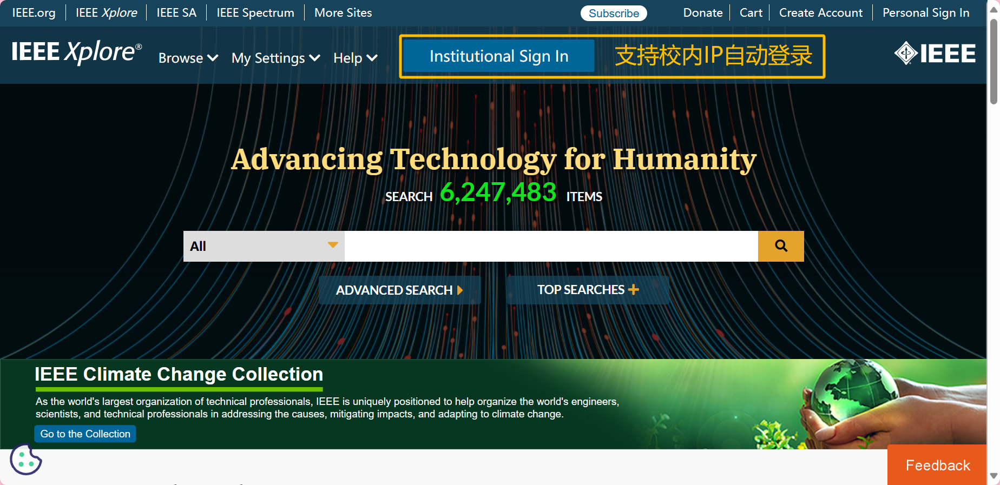 IEEE.org IEEE Xplore IEEE SA IEEE Spectrum More Sites Subscribe Donate Cart Create Account Personal Sign In
IEEE Xplore® Browse My Settings Help Institutional Sign In 支持校内IP自动登录 IEEE
Advancing Technology for Humanity
SEARCH 6,247,483 ITEMS
All
ADVANCED SEARCH TOP SEARCHES
IEEE Climate Change Collection
As the world's largest organization of technical professionals, IEEE is uniquely positioned to help organize the world's engineers,
scientists, and technical professionals in addressing the causes, mitigating impacts, and adapting to climate change.
Go to the Collection
Feedback